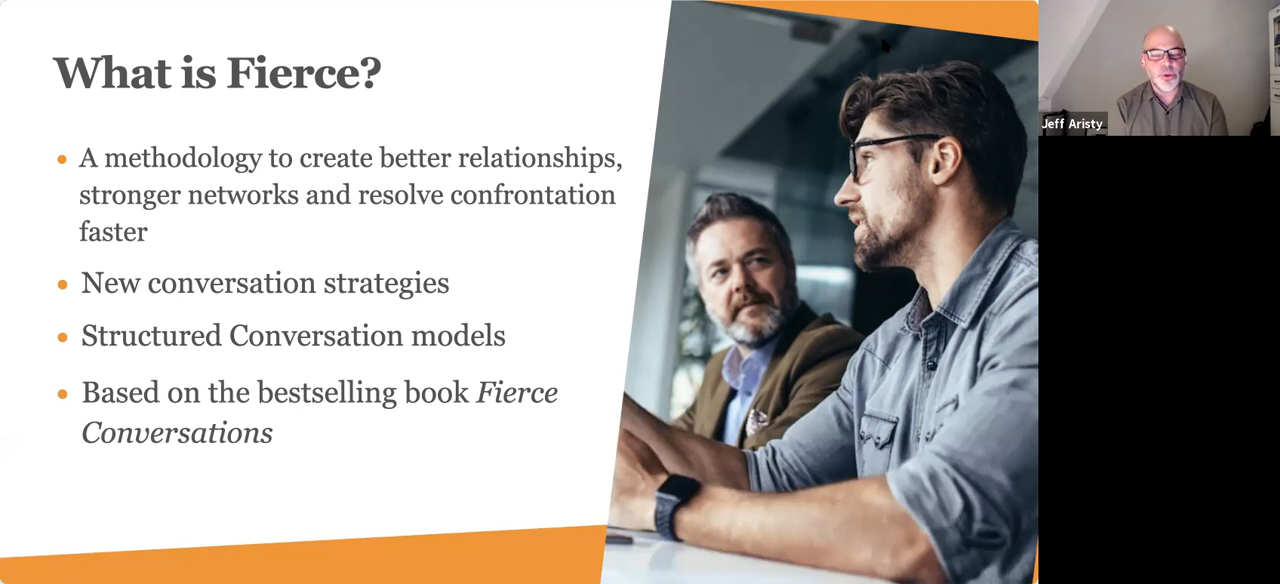 What is Fierce?
A methodology to create better relationships,
stronger networks and resolve confrontation
faster
New conversation strategies
Structured Conversation models
Based on the bestselling book Fierce
Conversations
Jeff Aristy